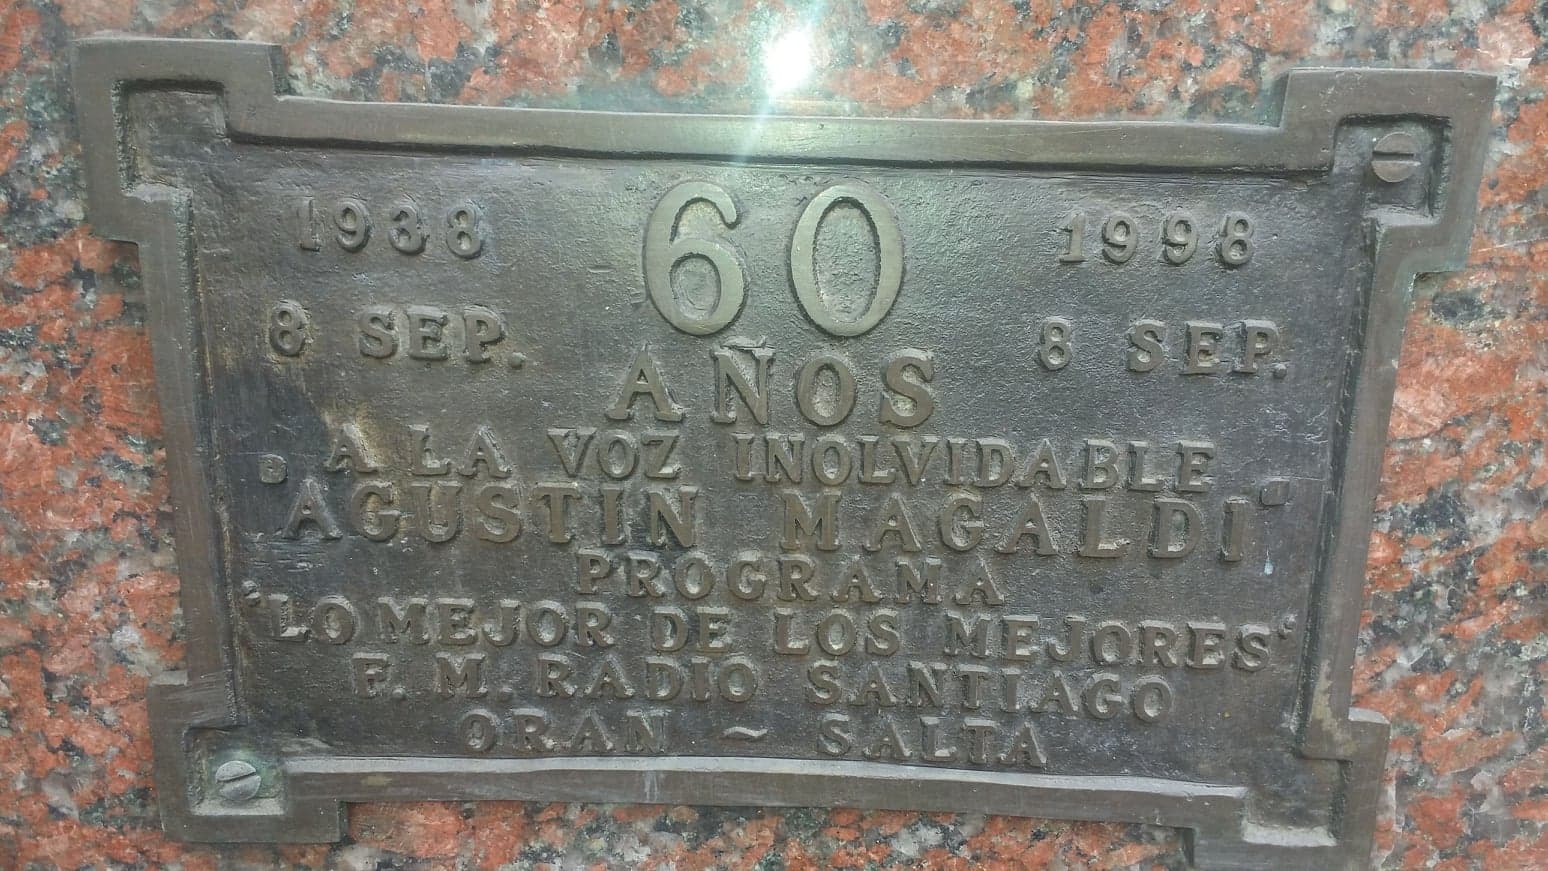 1938 60 1998
8 SEP. AÑOS 8 SEP.
"A LA VOZ INOLVIDABLE"
AGUSTIN MAGALDI
PROGRAMA
"LO MEJOR DE LOS MEJORES"
F. M. RADIO SANTIAGO
ORAN ~ SALTA